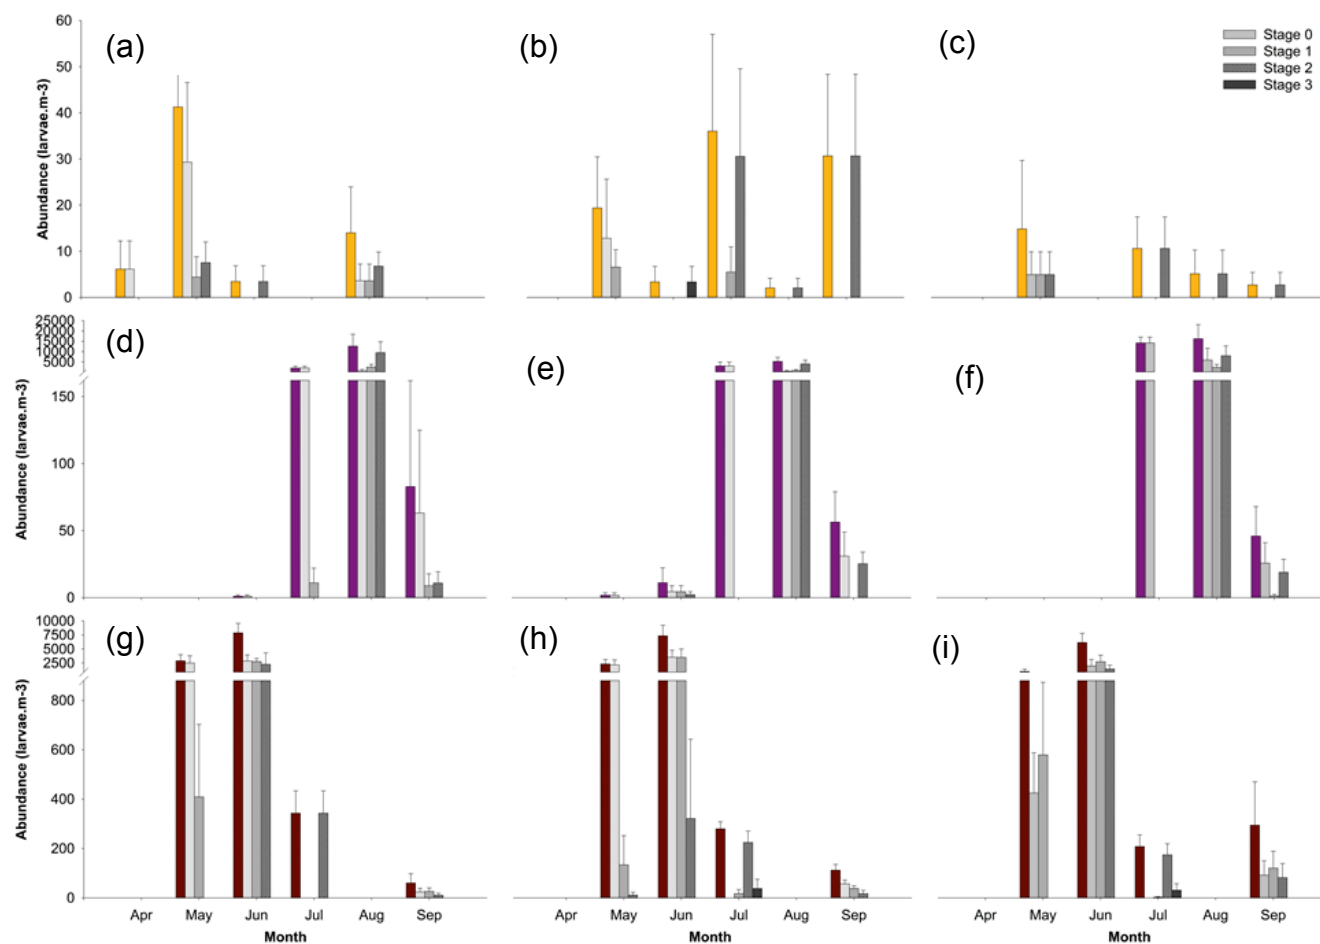 60
50
40
30
20
10
0
Abundance (larvae.m-3)
(a)
(b)
(c)
Stage 0
Stage 1
Stage 2
Stage 3
25000
20000
15000
10000
5000
150
100
50
0
Abundance (larvae.m-3)
(d)
(e)
(f)
10000
7500
5000
2500
800
600
400
200
0
Abundance (larvae.m-3)
(g)
(h)
(i)
Apr May Jun Jul Aug Sep
Month
May Jun Jul Aug Sep
Month
Apr May Jun Jul Aug Sep
Month